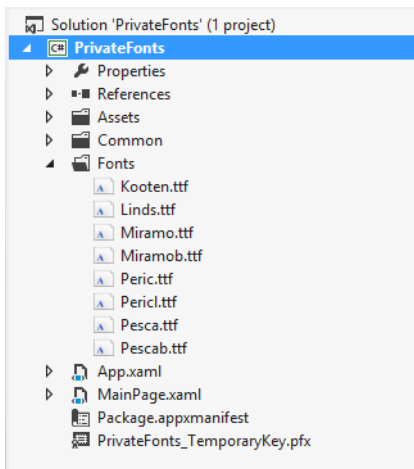 Solution 'PrivateFonts' (1 project)
C# PrivateFonts
Properties
References
Assets
Common
Fonts
Kooten.ttf
Linds.ttf
Miramo.ttf
Miramob.ttf
Peric.ttf
Pericl.ttf
Pesca.ttf
Pescab.ttf
App.xaml
MainPage.xaml
Package.appxmanifest
PrivateFonts_TemporaryKey.pfx